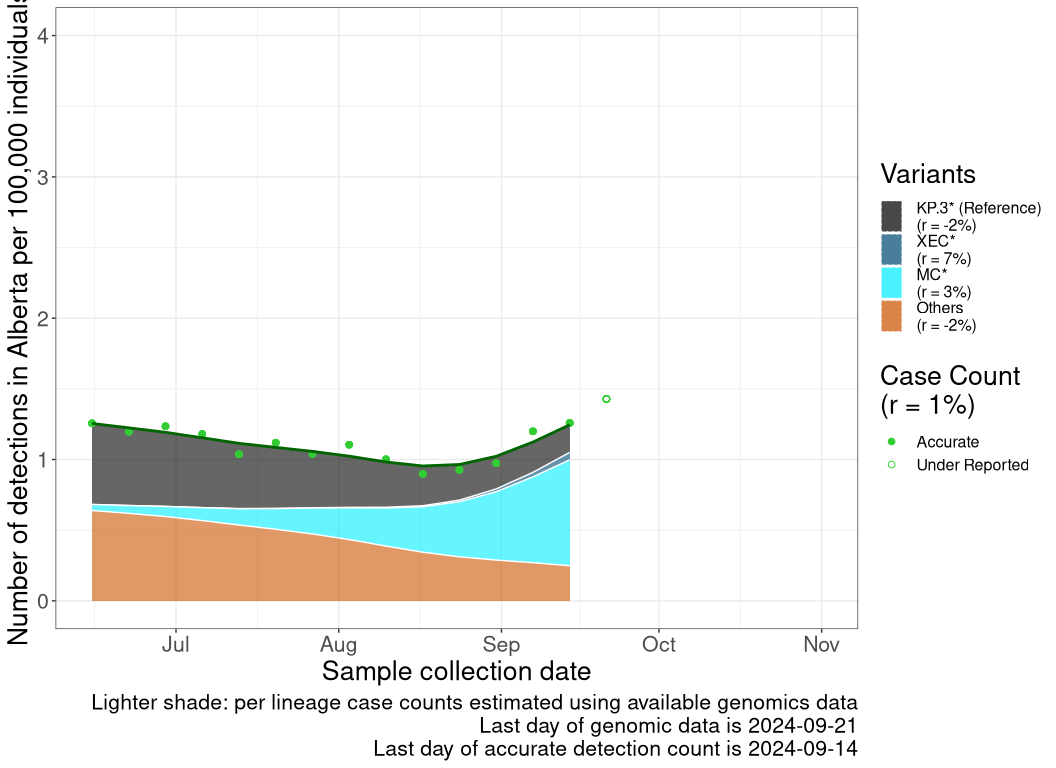 Number of detections in Alberta per 100,000 individuals
4
3
2
1
0
Jul
Aug
Sep
Oct
Nov
Sample collection date
Lighter shade: per lineage case counts estimated using available genomics data
Last day of genomic data is 2024-09-21
Last day of accurate detection count is 2024-09-14
Variants
KP.3* (Reference)
(r = -2%)
XEC*
(r = 7%)
MC*
(r = 3%)
Others
(r = -2%)
Case Count
(r = 1%)
Accurate
Under Reported